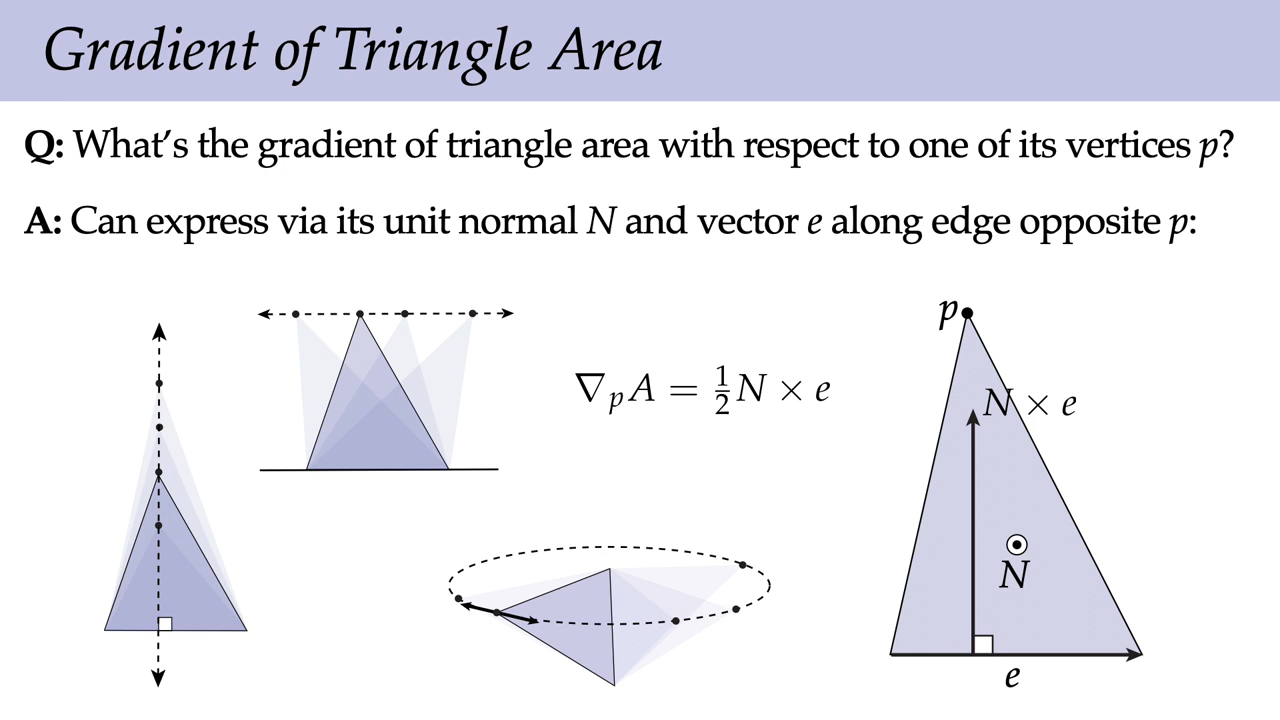 Gradient of Triangle Area
Q: What's the gradient of triangle area with respect to one of its vertices p?
A: Can express via its unit normal N and vector e along edge opposite p:
∇ₚA = ½N × e
p
N × e
N
e